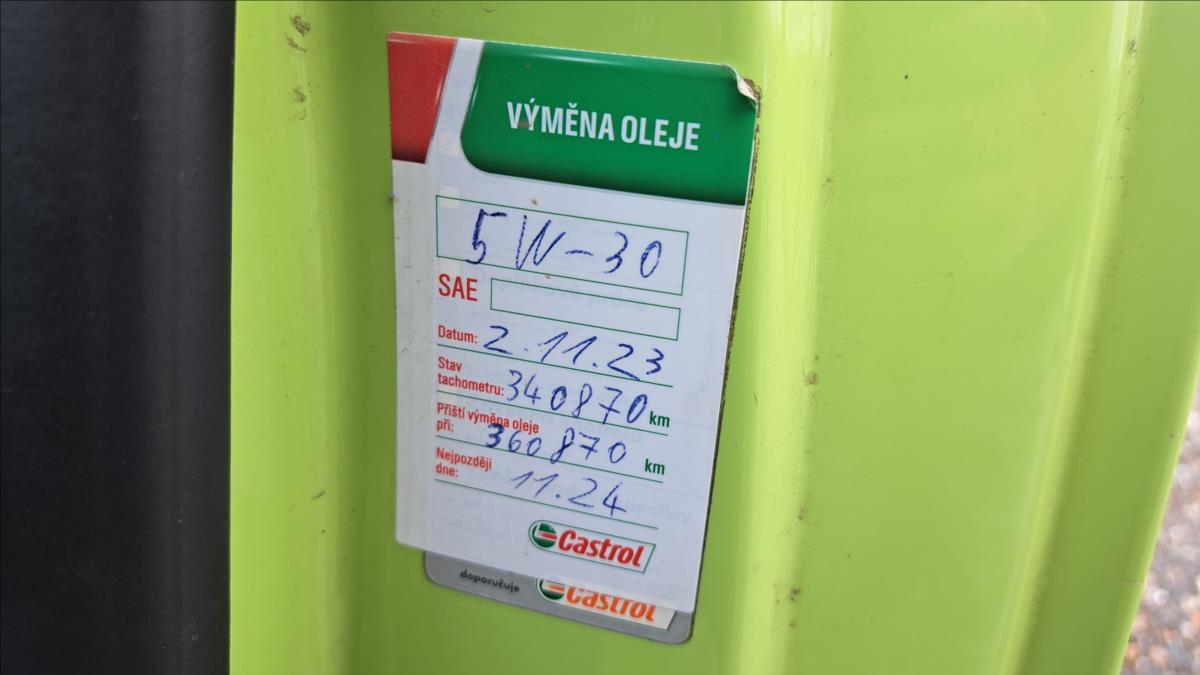 VÝMĚNA OLEJE
5W-30
SAE
Datum: 2.11.23
Stav
tachometru: 340870 km
Příští výměna oleje
při: 360870 km
Nejpozději
dne: 11.24
Castrol
doporučuje Castrol